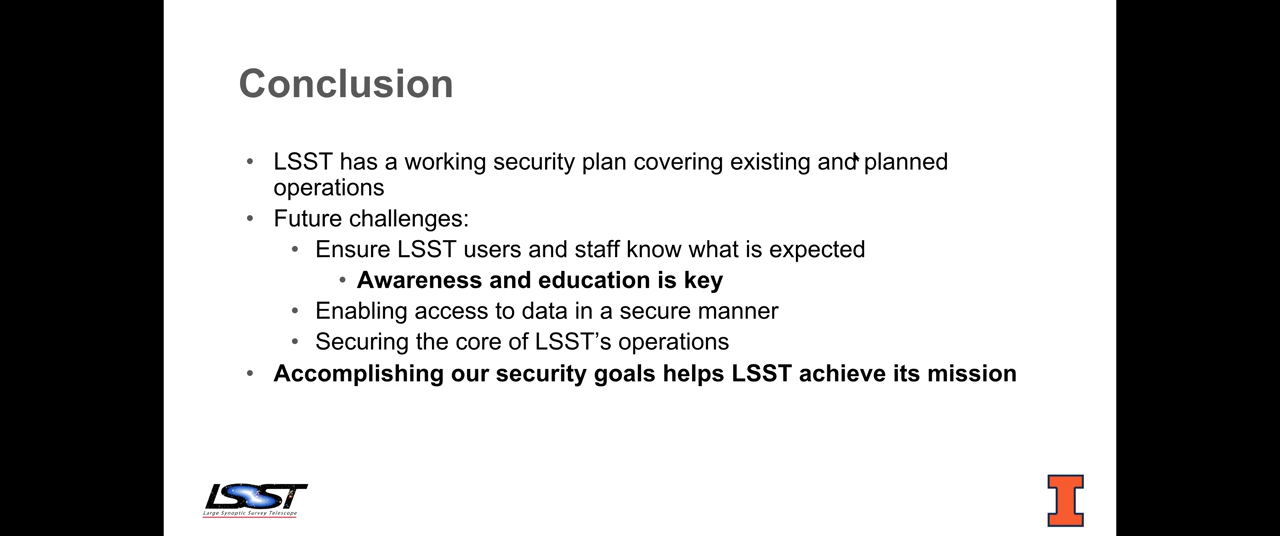 Conclusion
• LSST has a working security plan covering existing and planned
operations
• Future challenges:
• Ensure LSST users and staff know what is expected
• Awareness and education is key
• Enabling access to data in a secure manner
• Securing the core of LSST’s operations
• Accomplishing our security goals helps LSST achieve its mission
LSST
Large Synoptic Survey Telescope
I